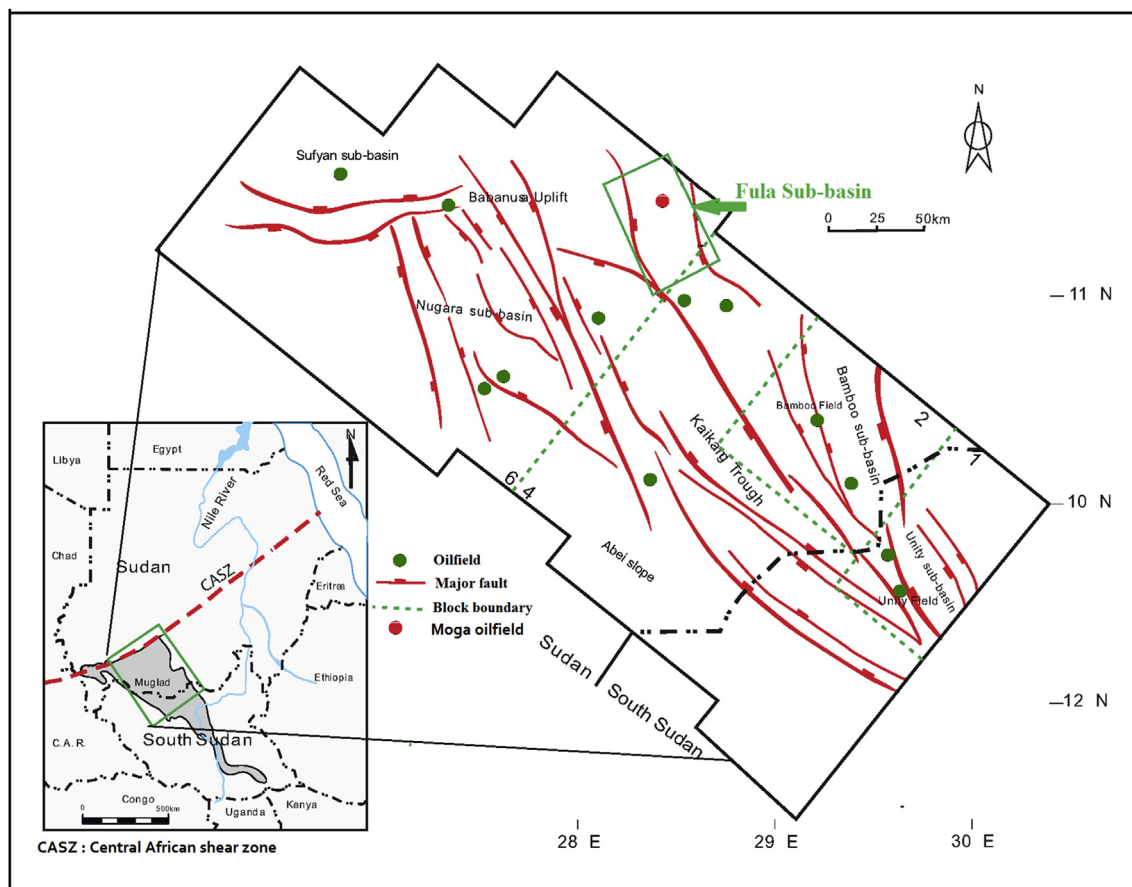 N
Sufyan sub-basin
Babanusa Uplift
Fula Sub-basin
0 25 50km
11 N
Nugara sub-basin
Bamboo sub-basin
Bamboo Field
2
Kaikang Trough
1
6 4
10 N
Abei slope
Unity sub-basin
Unity Field
Sudan
South Sudan
12 N
28 E
29 E
30 E
Oilfield
Major fault
Block boundary
Moga oilfield
N
Libya
Egypt
Red Sea
Nile River
Chad
Sudan
CASZ
Eritrea
Ethiopia
Muglad
C.A.R.
South Sudan
Congo
Uganda
Kenya
0 500km
CASZ : Central African shear zone